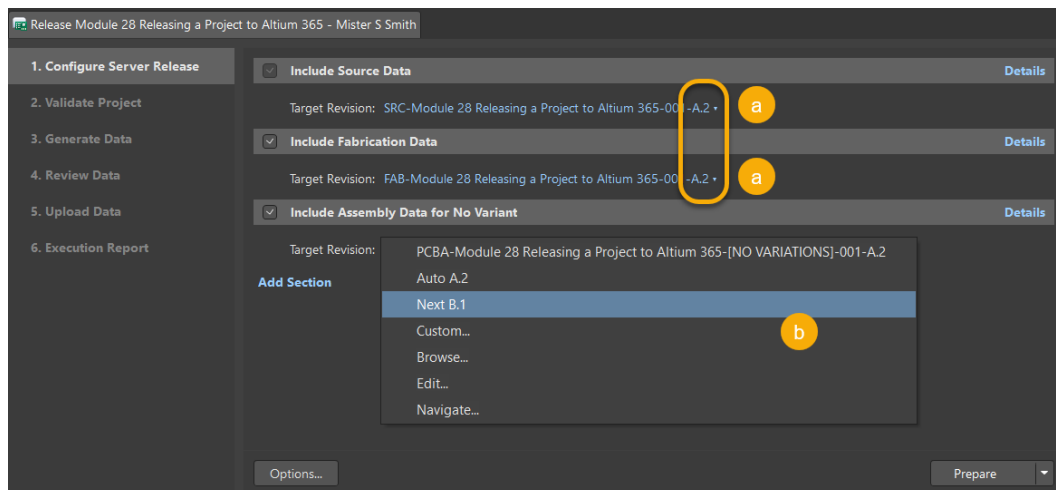 Release Module 28 Releasing a Project to Altium 365 - Mister S Smith
1. Configure Server Release
2. Validate Project
3. Generate Data
4. Review Data
5. Upload Data
6. Execution Report
Include Source Data Details
Target Revision: SRC-Module 28 Releasing a Project to Altium 365-001-A.2
a
Include Fabrication Data Details
Target Revision: FAB-Module 28 Releasing a Project to Altium 365-001-A.2
a
Include Assembly Data for No Variant Details
Target Revision:
PCBA-Module 28 Releasing a Project to Altium 365-[NO VARIATIONS]-001-A.2
Auto A.2
Next B.1
Custom...
b
Browse...
Edit...
Navigate...
Add Section
Options...
Prepare